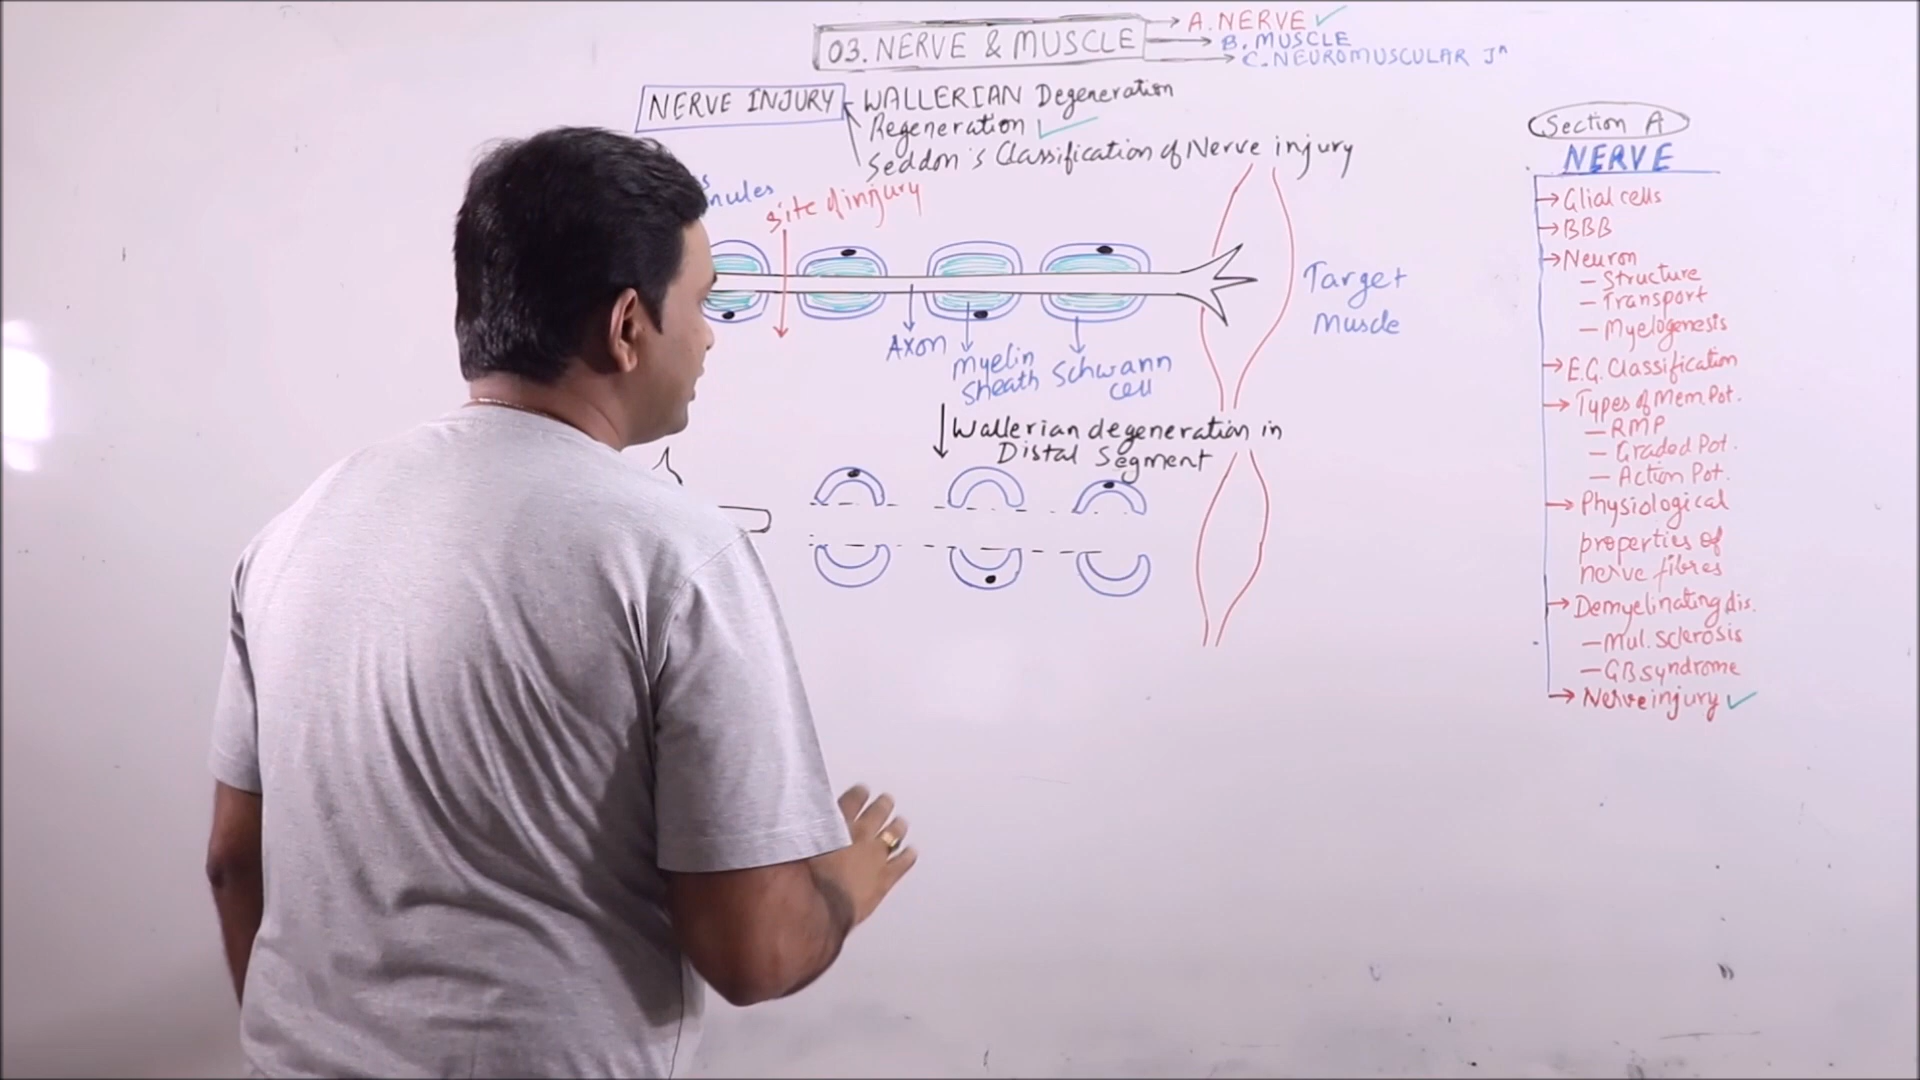 03. NERVE & MUSCLE
A. NERVE ✓
B. MUSCLE
C. NEUROMUSCULAR Jn
NERVE INJURY
WALLERIAN Degeneration
Regeneration ✓
Seddon's Classification of Nerve injury
site of injury
Axon
Myelin
Sheath
Schwann
cell
Target
Muscle
Wallerian degeneration in
Distal Segment
Section A
NERVE
→ Glial cells
→ BBB
→ Neuron
– Structure
– Transport
– Myelogenesis
→ E.G. Classification
→ Types of Mem. Pot.
– RMP
– Graded Pot.
– Action Pot.
→ Physiological
properties of
nerve fibres
→ Demyelinating dis.
– Mul. Sclerosis
– GB syndrome
→ Nerve injury ✓